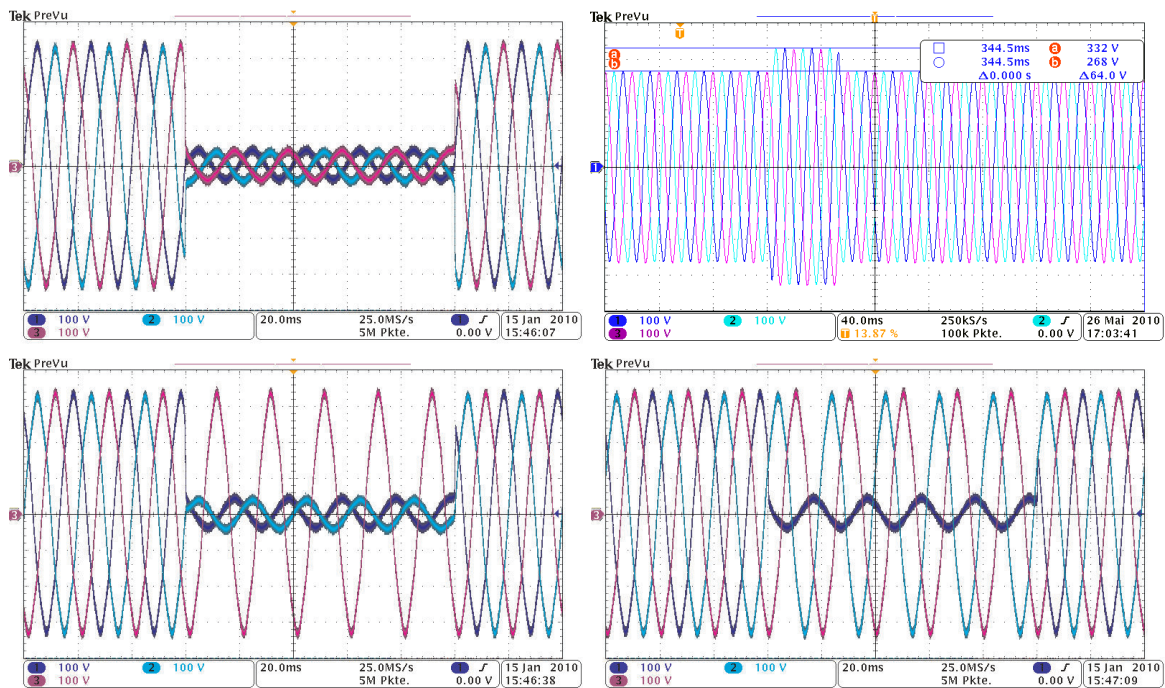 Tek PreVu
3
1 100 V 2 100 V 20.0ms 25.0MS/s 1 15 Jan 2010
3 100 V 5M Pkte. 0.00 V 15:46:07
Tek PreVu
T
T
344.5ms a 332 V
344.5ms b 268 V
Δ0.000 s Δ64.0 V
a
b
1
1 100 V 2 100 V 40.0ms 250kS/s 2 26 Mai 2010
3 100 V T 13.87 % 100k Pkte. 0.00 V 17:03:41
Tek PreVu
3
1 100 V 2 100 V 20.0ms 25.0MS/s 1 15 Jan 2010
3 100 V 5M Pkte. 0.00 V 15:46:38
Tek PreVu
3
1 100 V 2 100 V 20.0ms 25.0MS/s 1 15 Jan 2010
3 100 V 5M Pkte. 0.00 V 15:47:09